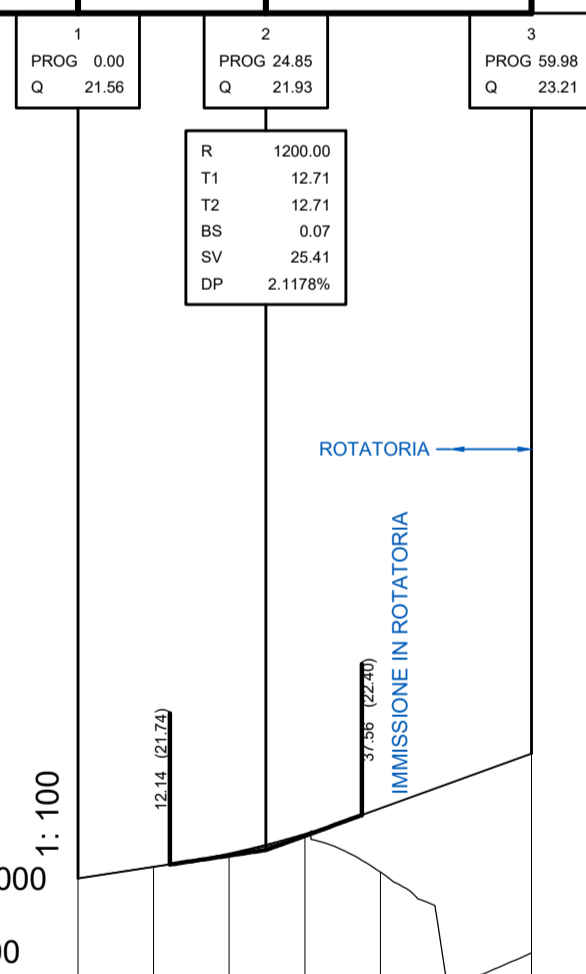 1
PROG 0.00
Q 21.56
2
PROG 24.85
Q 21.93
3
PROG 59.98
Q 23.21
R 1200.00
T1 12.71
T2 12.71
BS 0.07
SV 25.41
DP 2.1178%
ROTATORIA
IMMISSIONE IN ROTATORIA
12.14 (21.74)
37.56 (22.40)
1: 100
000
00